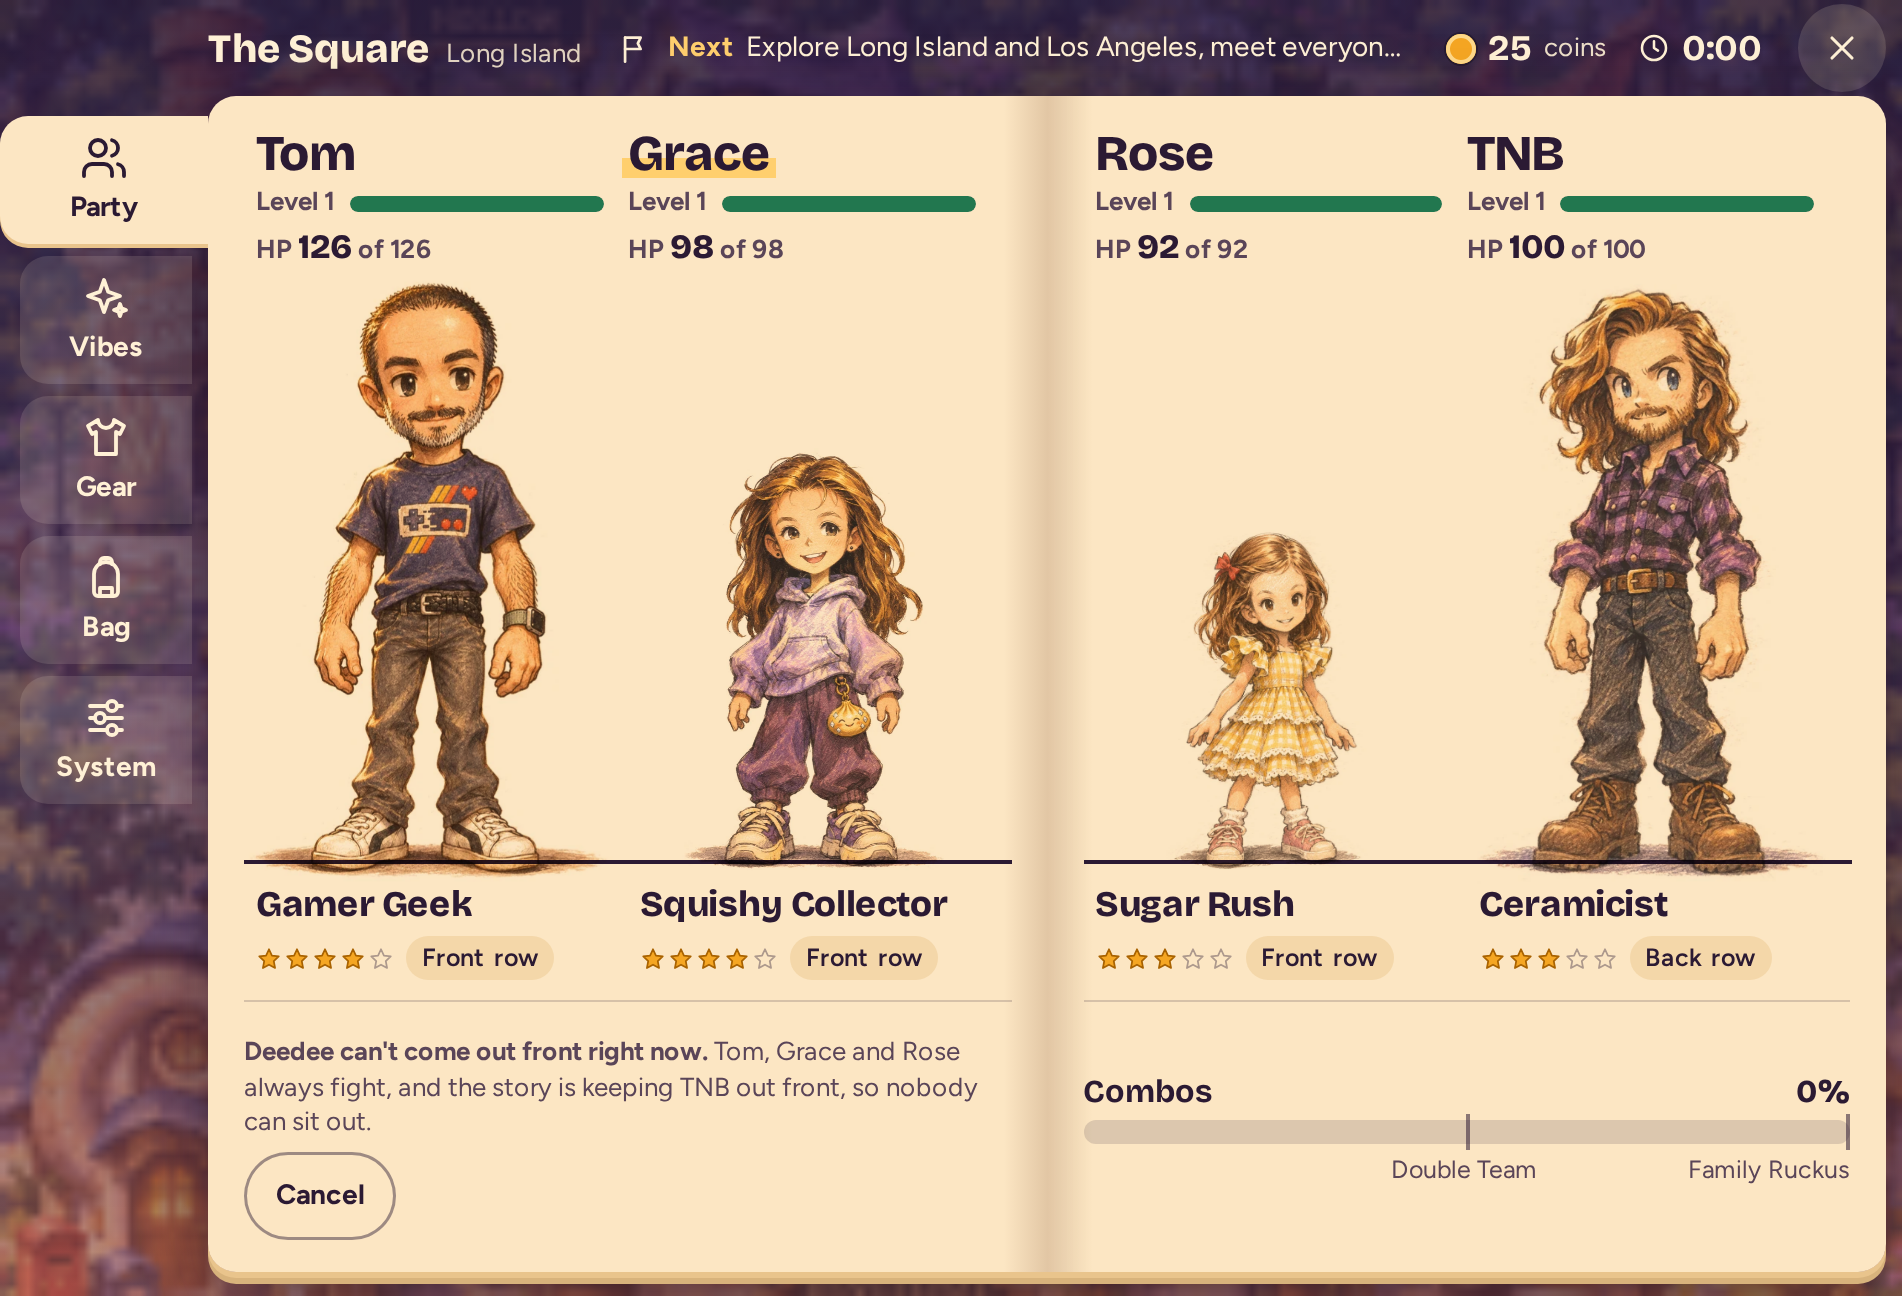 The Square Long Island
Next Explore Long Island and Los Angeles, meet everyon...
25 coins
0:00
Party
Vibes
Gear
Bag
System
Tom
Level 1
HP 126 of 126
Grace
Level 1
HP 98 of 98
Rose
Level 1
HP 92 of 92
TNB
Level 1
HP 100 of 100
Gamer Geek
Front row
Squishy Collector
Front row
Sugar Rush
Front row
Ceramicist
Back row
Deedee can't come out front right now. Tom, Grace and Rose
always fight, and the story is keeping TNB out front, so nobody
can sit out.
Cancel
Combos 0%
Double Team
Family Ruckus